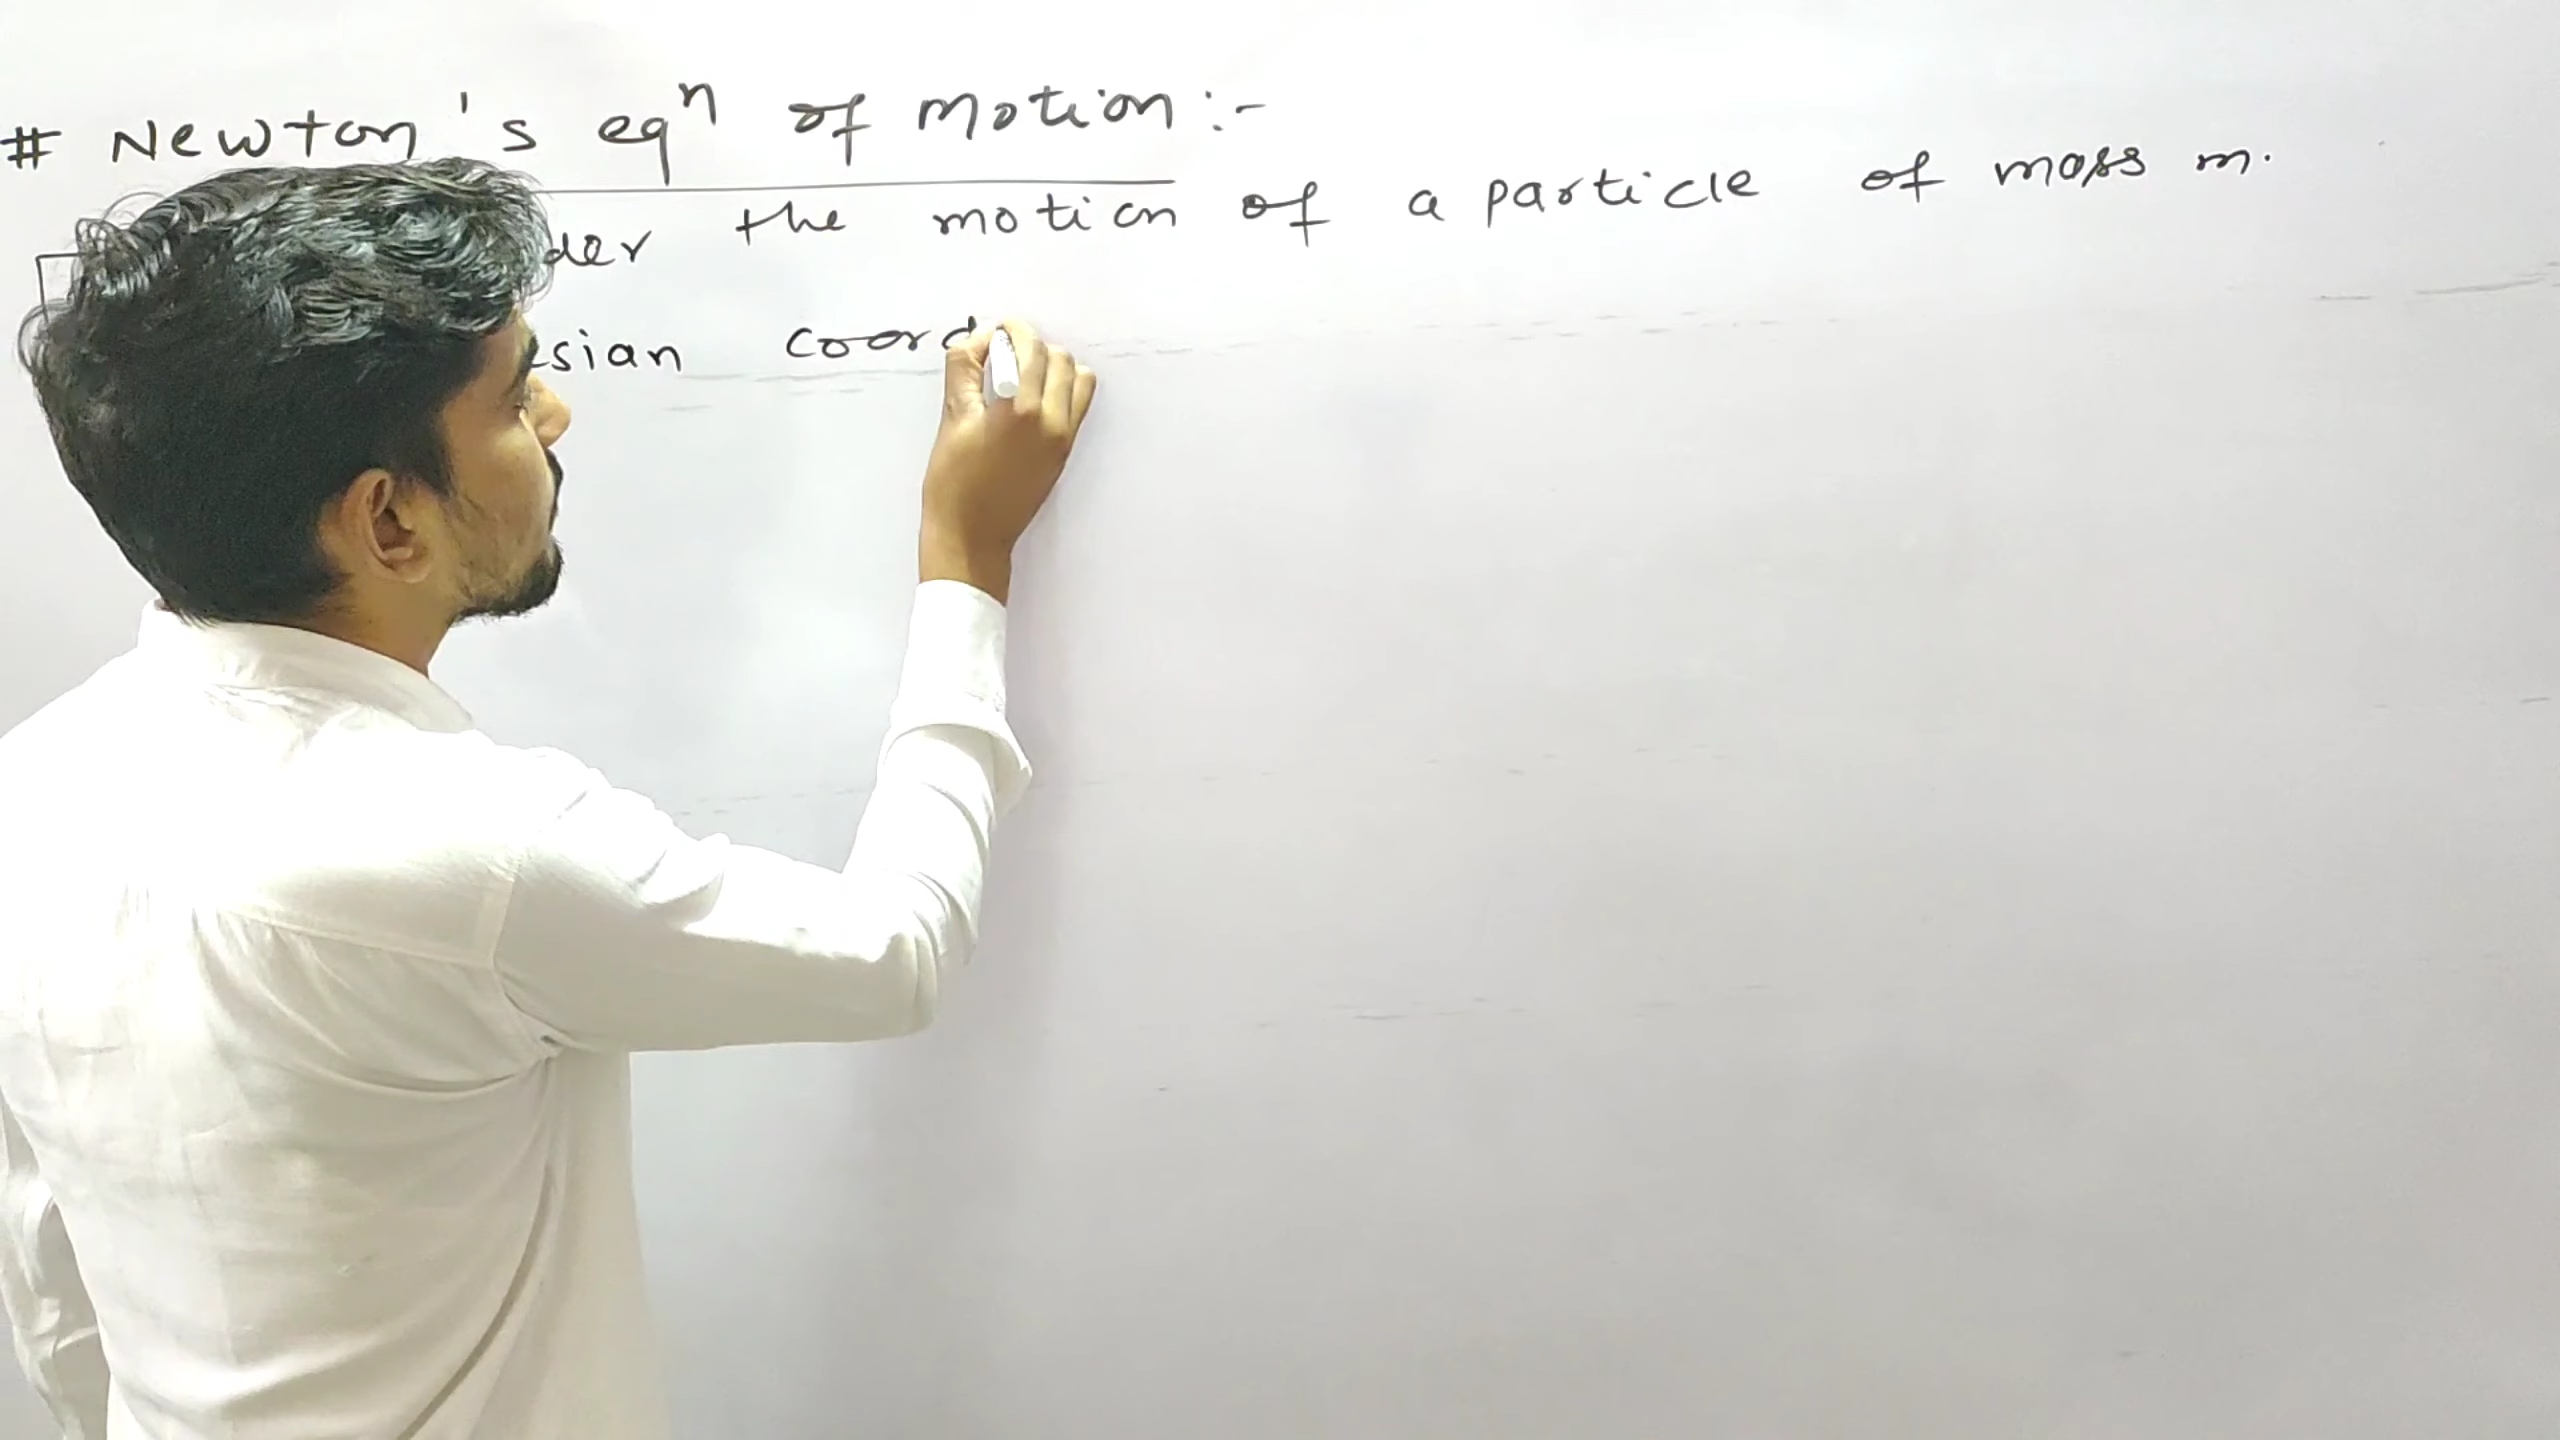 # Newton's eqⁿ of motion:-
der the motion of a particle of mass m.
sian coord